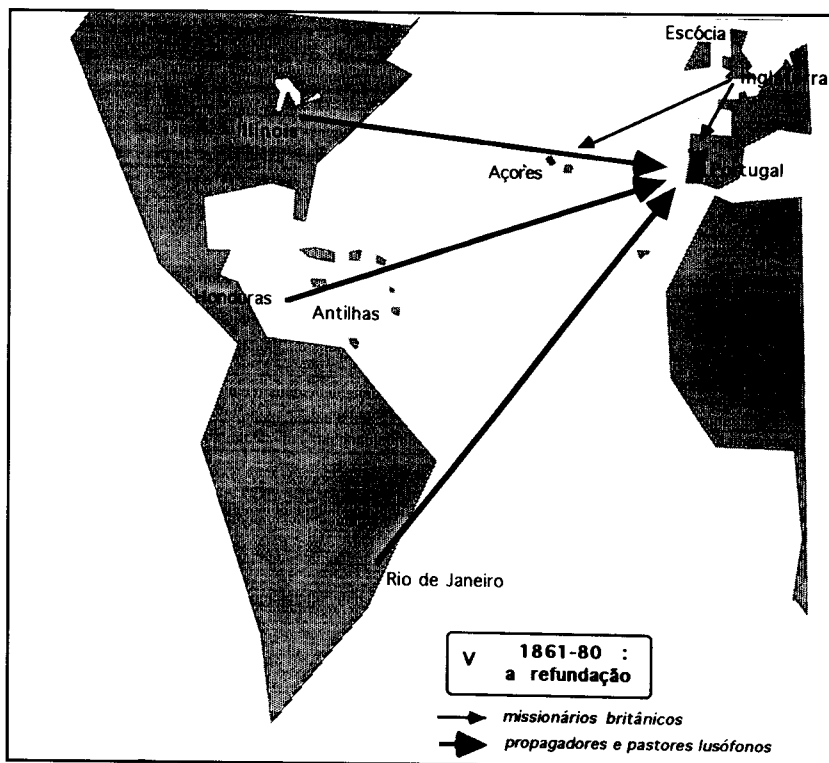 Escócia
Inglaterra
Illinois
Açores
Portugal
Honduras
Antilhas
Rio de Janeiro
V 1861-80 :
a refundação
missionários britânicos
propagadores e pastores lusófonos